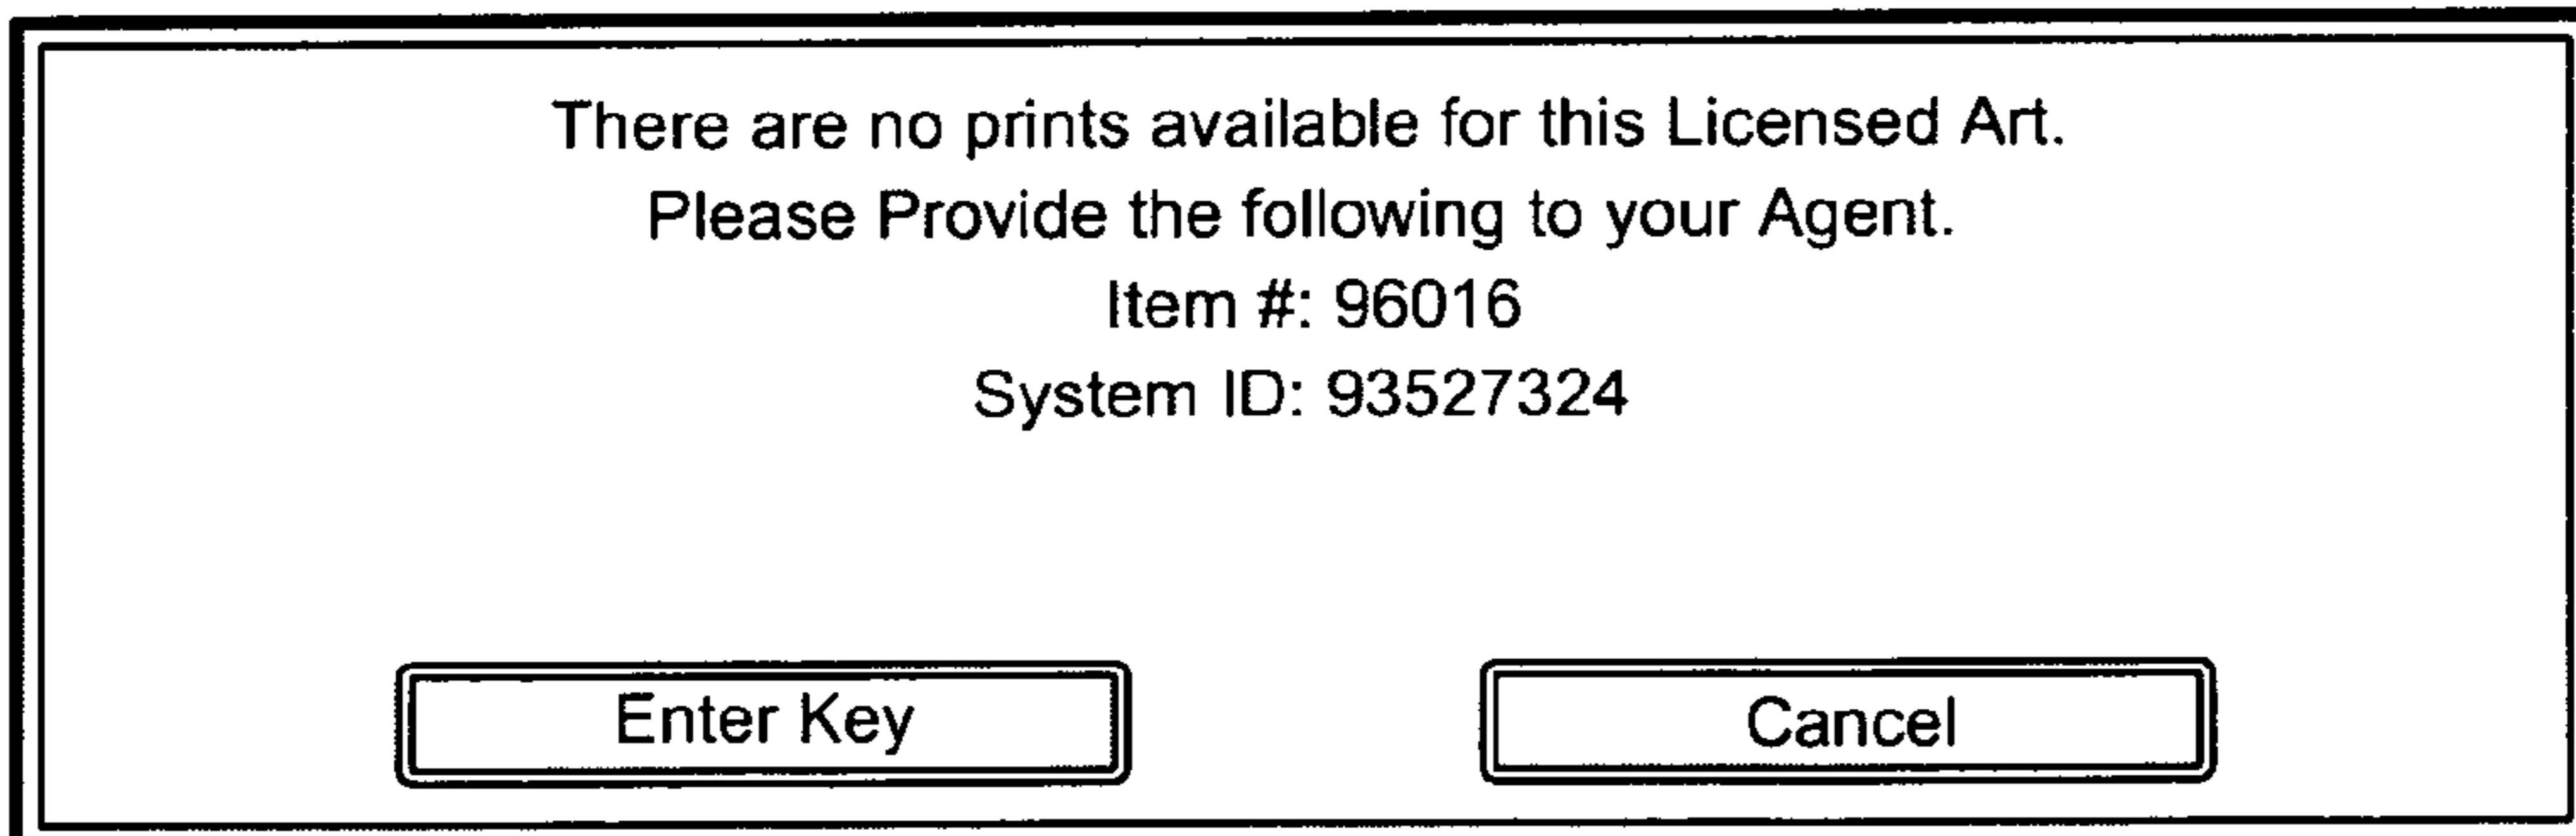 There are no prints available for this Licensed Art.
Please Provide the following to your Agent.
Item #: 96016
System ID: 93527324
Enter Key
Cancel